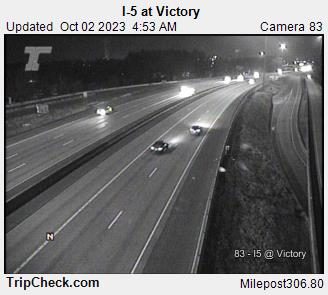 I-5 at Victory
Updated Oct 02 2023 4:53 AM Camera 83
T
N
83 - I5 @ Victory
TripCheck.com Milepost306.80